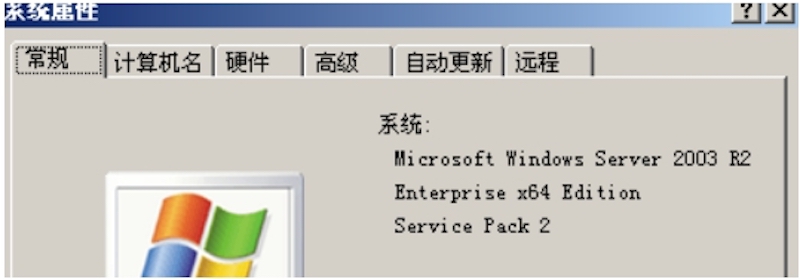 系统属性
常规 计算机名 硬件 高级 自动更新 远程
系统:
Microsoft Windows Server 2003 R2
Enterprise x64 Edition
Service Pack 2